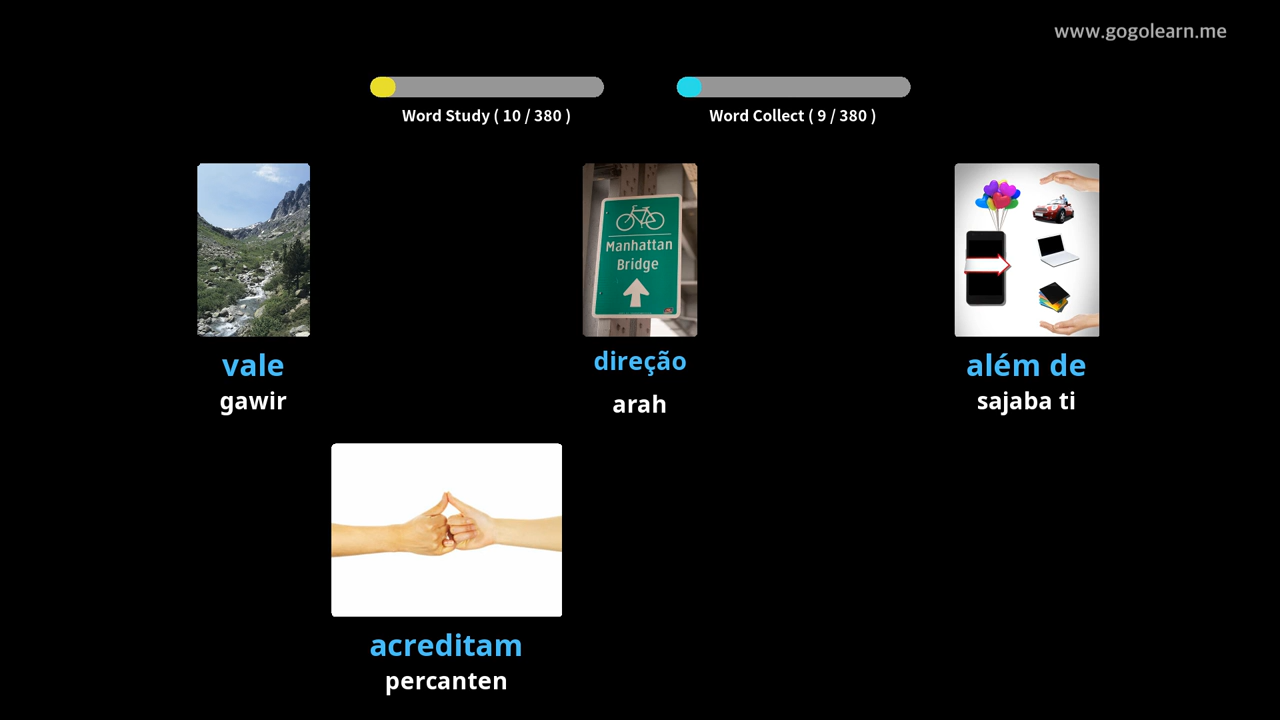 www.gogolearn.me
Word Study ( 10 / 380 )
Word Collect ( 9 / 380 )
Manhattan
Bridge
vale
gawir
direção
arah
além de
sajaba ti
acreditam
percanten